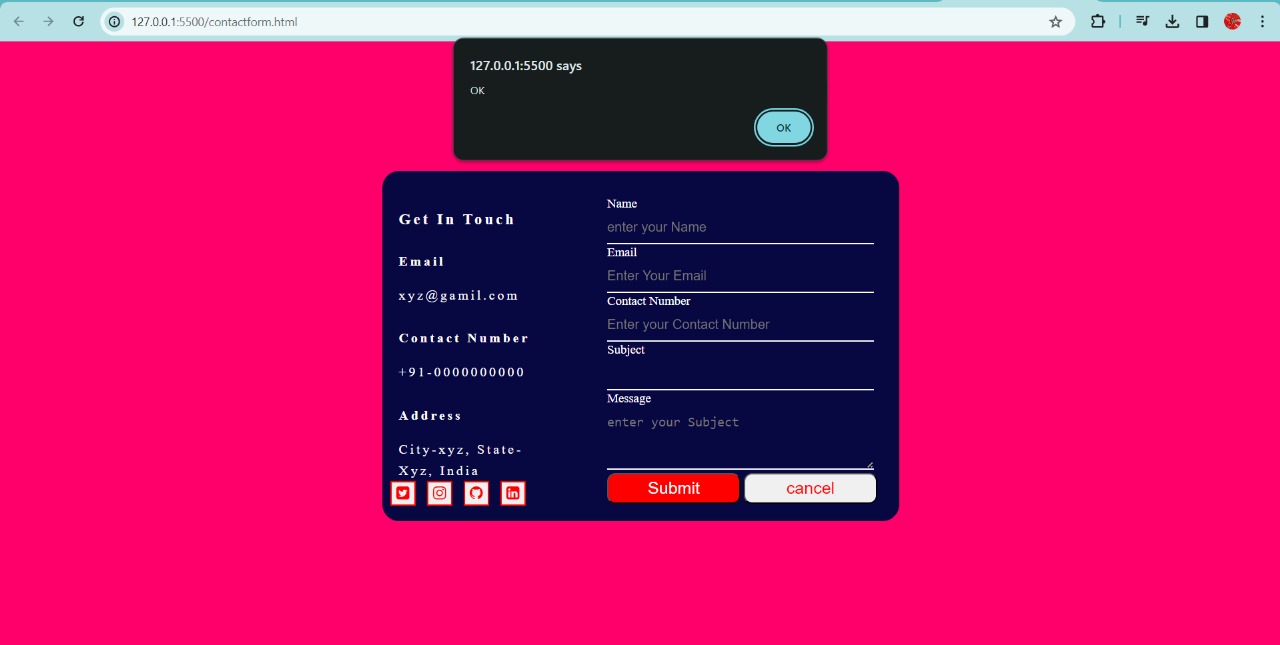 127.0.0.1:5500/contactform.html
127.0.0.1:5500 says
OK
OK
Get In Touch
Email
xyz@gamil.com
Contact Number
+91-0000000000
Address
City-xyz, State-
Xyz, India
Name
enter your Name
Email
Enter Your Email
Contact Number
Enter your Contact Number
Subject
Message
enter your Subject
Submit
cancel